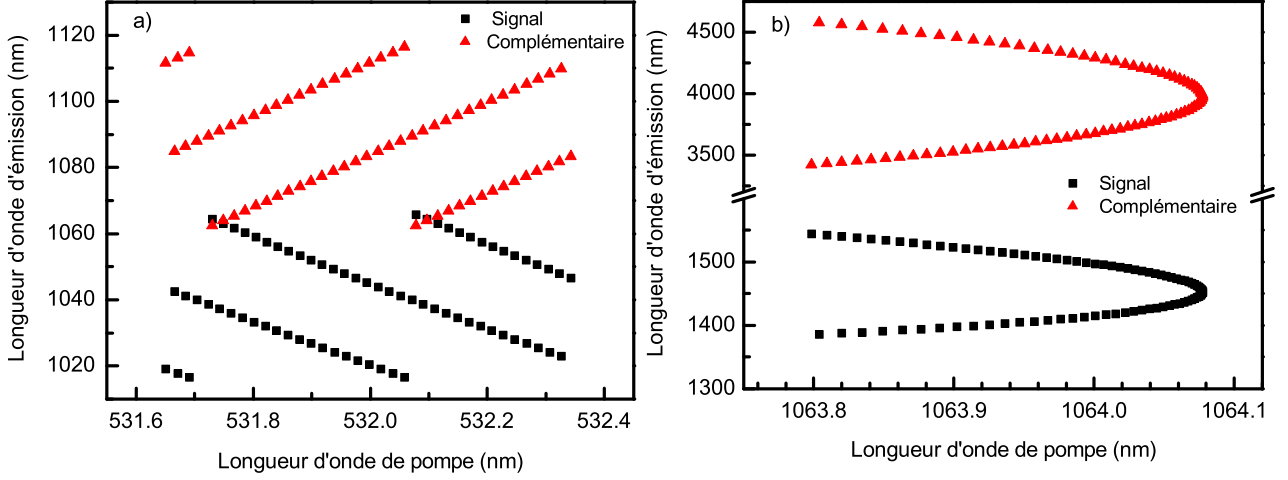 a)
Signal
Complémentaire
1120
1100
1080
1060
1040
1020
531.6 531.8 532.0 532.2 532.4
Longueur d'onde d'émission (nm)
Longueur d'onde de pompe (nm)
b)
4500
4000
3500
1500
1400
1300
Signal
Complémentaire
1063.8 1063.9 1064.0 1064.1
Longueur d'onde d'émission (nm)
Longueur d'onde de pompe (nm)